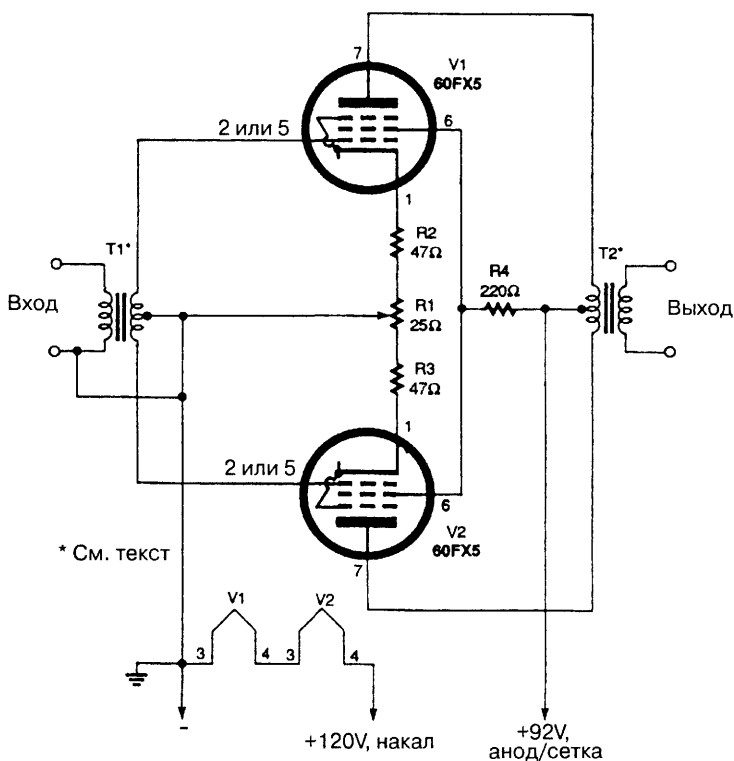 7
V1
60FX5
2 или 5
6
1
R2
47Ω
T1*
R4
220Ω
T2*
Вход
R1
25Ω
Выход
R3
47Ω
1
2 или 5
6
V2
60FX5
* См. текст
7
V1
V2
3
4
3
4
-
+120V, накал
+92V,
анод/сетка